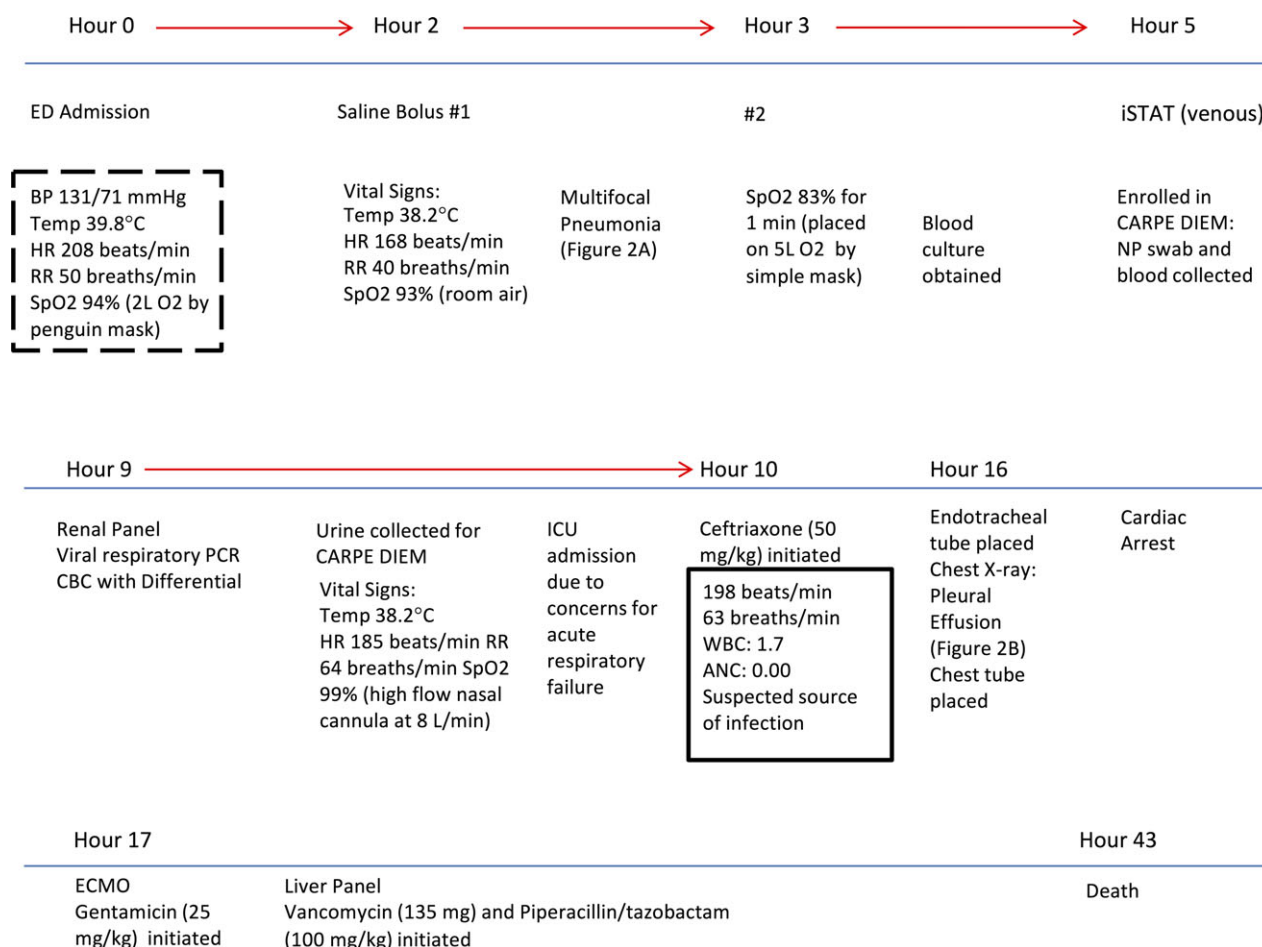 Hour 0
Hour 2
Hour 3
Hour 5
ED Admission
Saline Bolus #1
#2
iSTAT (venous)
BP 131/71 mmHg
Temp 39.8°C
HR 208 beats/min
RR 50 breaths/min
SpO2 94% (2L O2 by
penguin mask)
Vital Signs:
Temp 38.2°C
HR 168 beats/min
RR 40 breaths/min
SpO2 93% (room air)
Multifocal
Pneumonia
(Figure 2A)
SpO2 83% for
1 min (placed
on 5L O2 by
simple mask)
Blood
culture
obtained
Enrolled in
CARPE DIEM:
NP swab and
blood collected
Hour 9
Hour 10
Hour 16
Renal Panel
Viral respiratory PCR
CBC with Differential
Urine collected for
CARPE DIEM
Vital Signs:
Temp 38.2°C
HR 185 beats/min RR
64 breaths/min SpO2
99% (high flow nasal
cannula at 8 L/min)
ICU
admission
due to
concerns for
acute
respiratory
failure
Ceftriaxone (50
mg/kg) initiated
198 beats/min
63 breaths/min
WBC: 1.7
ANC: 0.00
Suspected source
of infection
Endotracheal
tube placed
Chest X-ray:
Pleural
Effusion
(Figure 2B)
Chest tube
placed
Cardiac
Arrest
Hour 17
Hour 43
ECMO
Gentamicin (25
mg/kg) initiated
Liver Panel
Vancomycin (135 mg) and Piperacillin/tazobactam
(100 mg/kg) initiated
Death